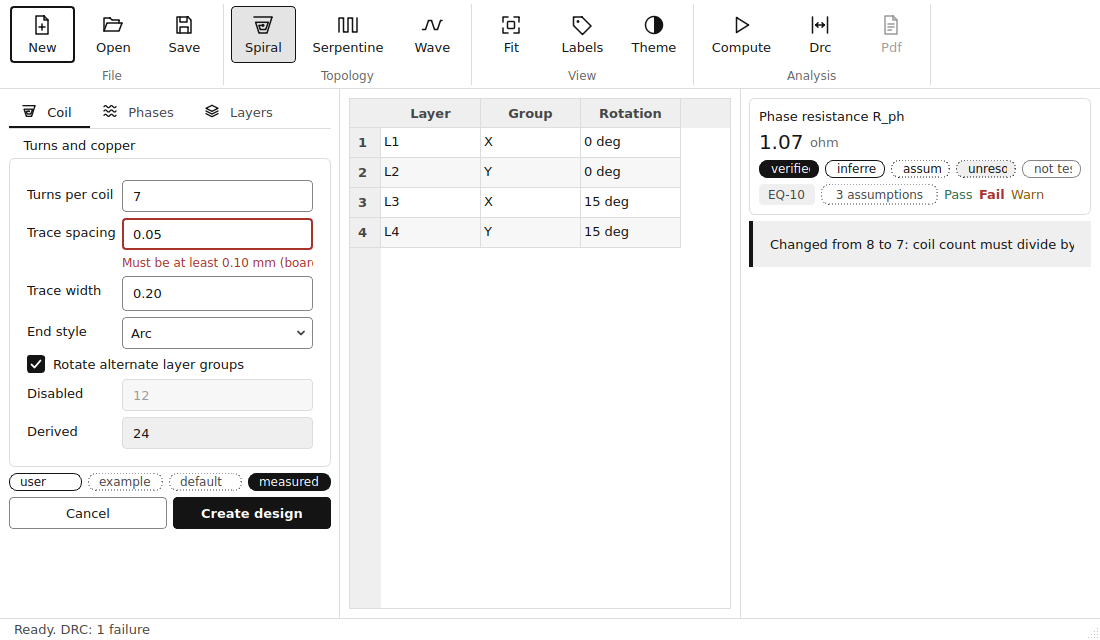 New Open Save Spiral Serpentine Wave Fit Labels Theme Compute Drc Pdf
File Topology View Analysis
Coil Phases Layers
Turns and copper
Turns per coil 7
Trace spacing 0.05
Must be at least 0.10 mm (boar
Trace width 0.20
End style Arc
Rotate alternate layer groups
Disabled 12
Derived 24
user example default measured
Cancel Create design
Layer Group Rotation
1 L1 X 0 deg
2 L2 Y 0 deg
3 L3 X 15 deg
4 L4 Y 15 deg
Phase resistance R_ph
1.07 ohm
verifie inferre assum unreso not tes
EQ-10 3 assumptions Pass Fail Warn
Changed from 8 to 7: coil count must divide by
Ready. DRC: 1 failure